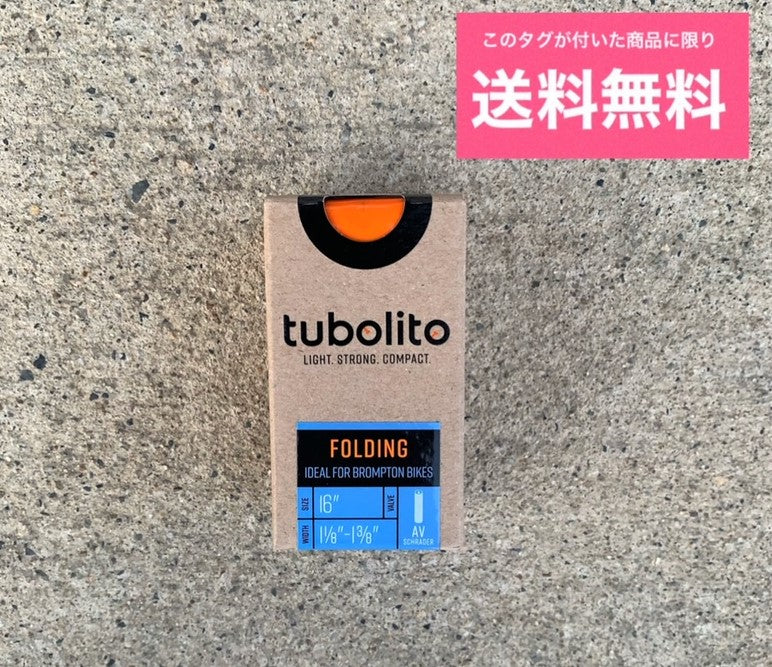 このタグが付いた商品に限り
送料無料
tubolito
LIGHT. STRONG. COMPACT.
FOLDING
IDEAL FOR BROMPTON BIKES
SIZE 16" VALVE
WIDTH 1⅛"-1⅜" AV
SCHRADER